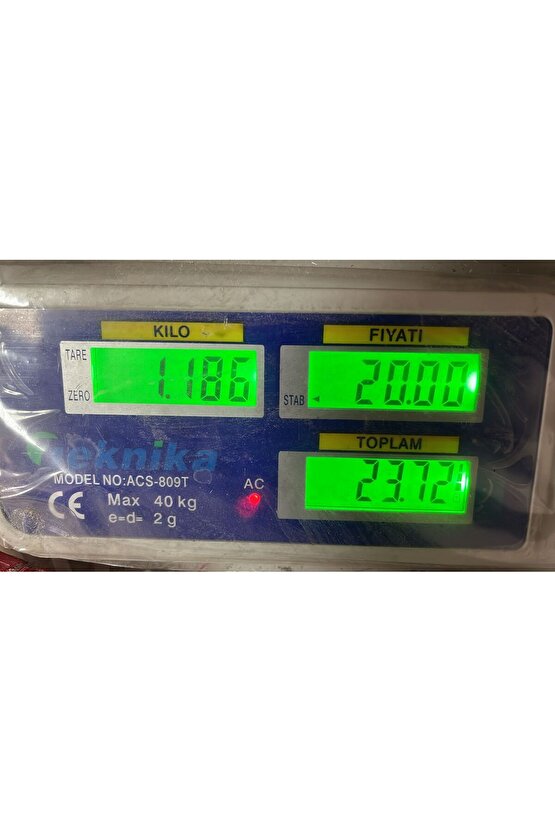 KILO
FIYATI
TARE
ZERO
1.186
STAB
20.00
TOPLAM
23.72
Teknika
MODEL NO:ACS-809T
AC
CE
Max 40 kg
e=d= 2 g